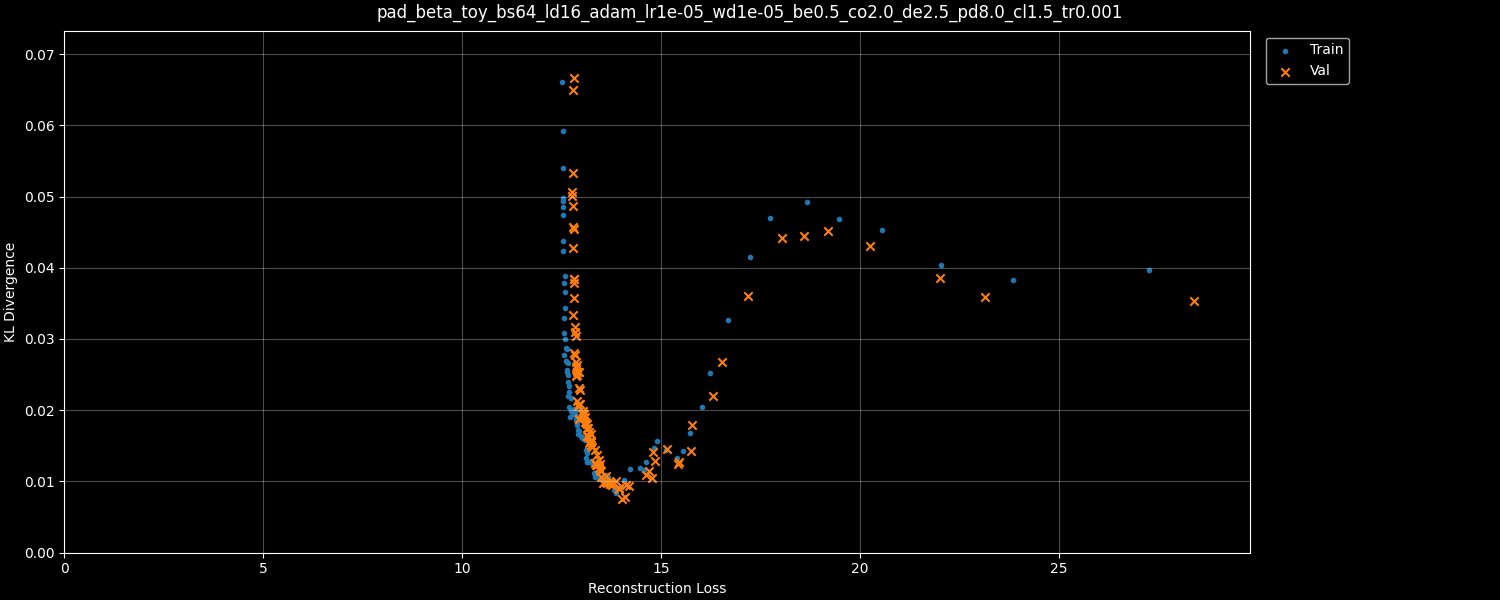 pad_beta_toy_bs64_ld16_adam_lr1e-05_wd1e-05_be0.5_co2.0_de2.5_pd8.0_cl1.5_tr0.001
Train
Val
KL Divergence
0.07
0.06
0.05
0.04
0.03
0.02
0.01
0.00
0 5 10 15 20 25
Reconstruction Loss